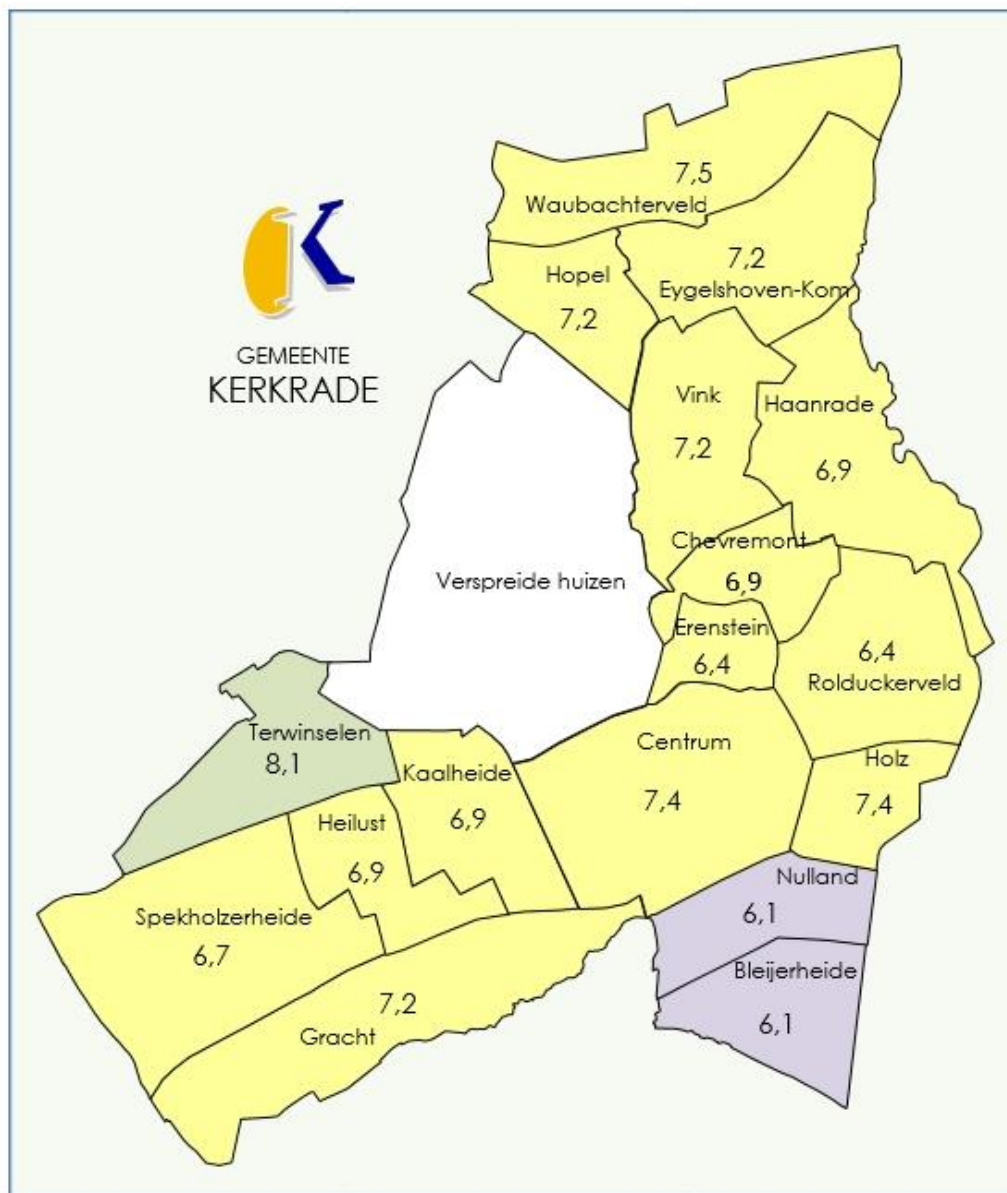 7,5
Waubachterveld
7,2
Eygelshoven-Kom
Hopel
7,2
GEMEENTE
KERKRADE
Vink
7,2
Haanrade
6,9
Chevremont
6,9
Verspreide huizen
Erenstein
6,4
6,4
Rolduckerveld
Terwinselen
8,1
Centrum
7,4
Holz
7,4
Kaalheide
6,9
Heilust
6,9
Nulland
6,1
Spekholzerheide
6,7
Bleijerheide
6,1
7,2
Gracht